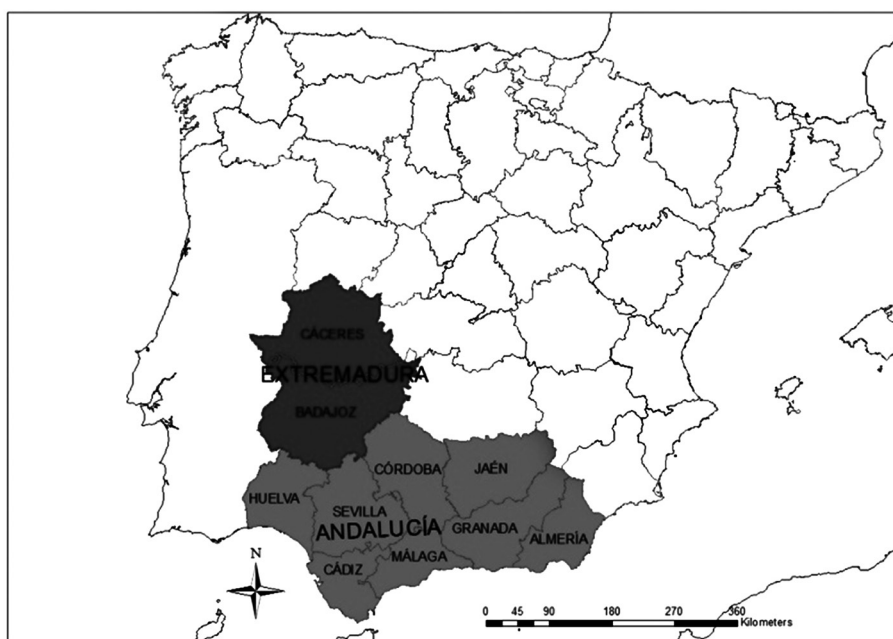 CÁCERES
EXTREMADURA
BADAJOZ
CÓRDOBA
JAÉN
HUELVA
SEVILLA
ANDALUCÍA
GRANADA
ALMERÍA
MÁLAGA
CÁDIZ
N
0 45 90 180 270 360
Kilometers